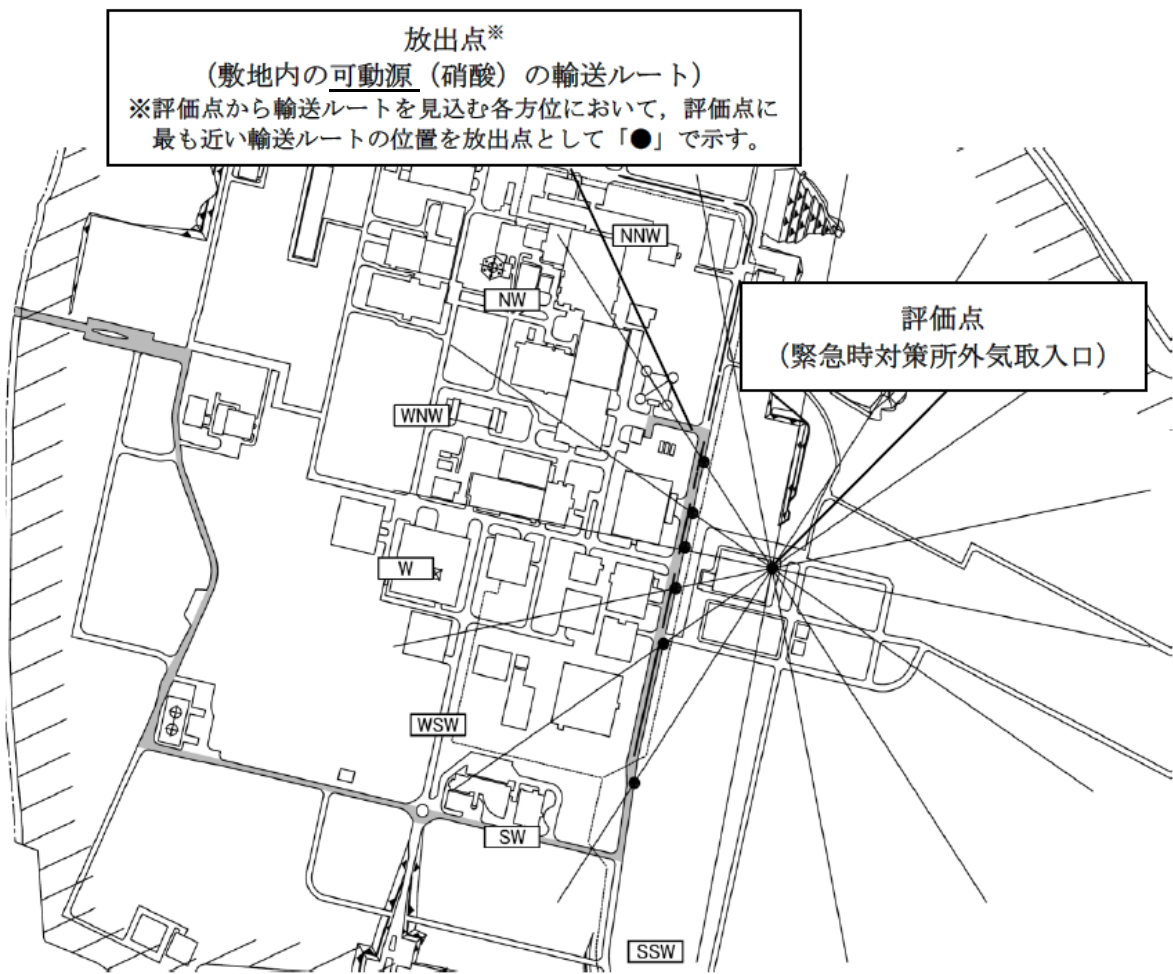 放出点※
（敷地内の可動源（硝酸）の輸送ルート）
※評価点から輸送ルートを見込む各方位において，評価点に
最も近い輸送ルートの位置を放出点として「●」で示す。
NNW
NW
評価点
（緊急時対策所外気取入口）
WNW
W
WSW
SW
SSW